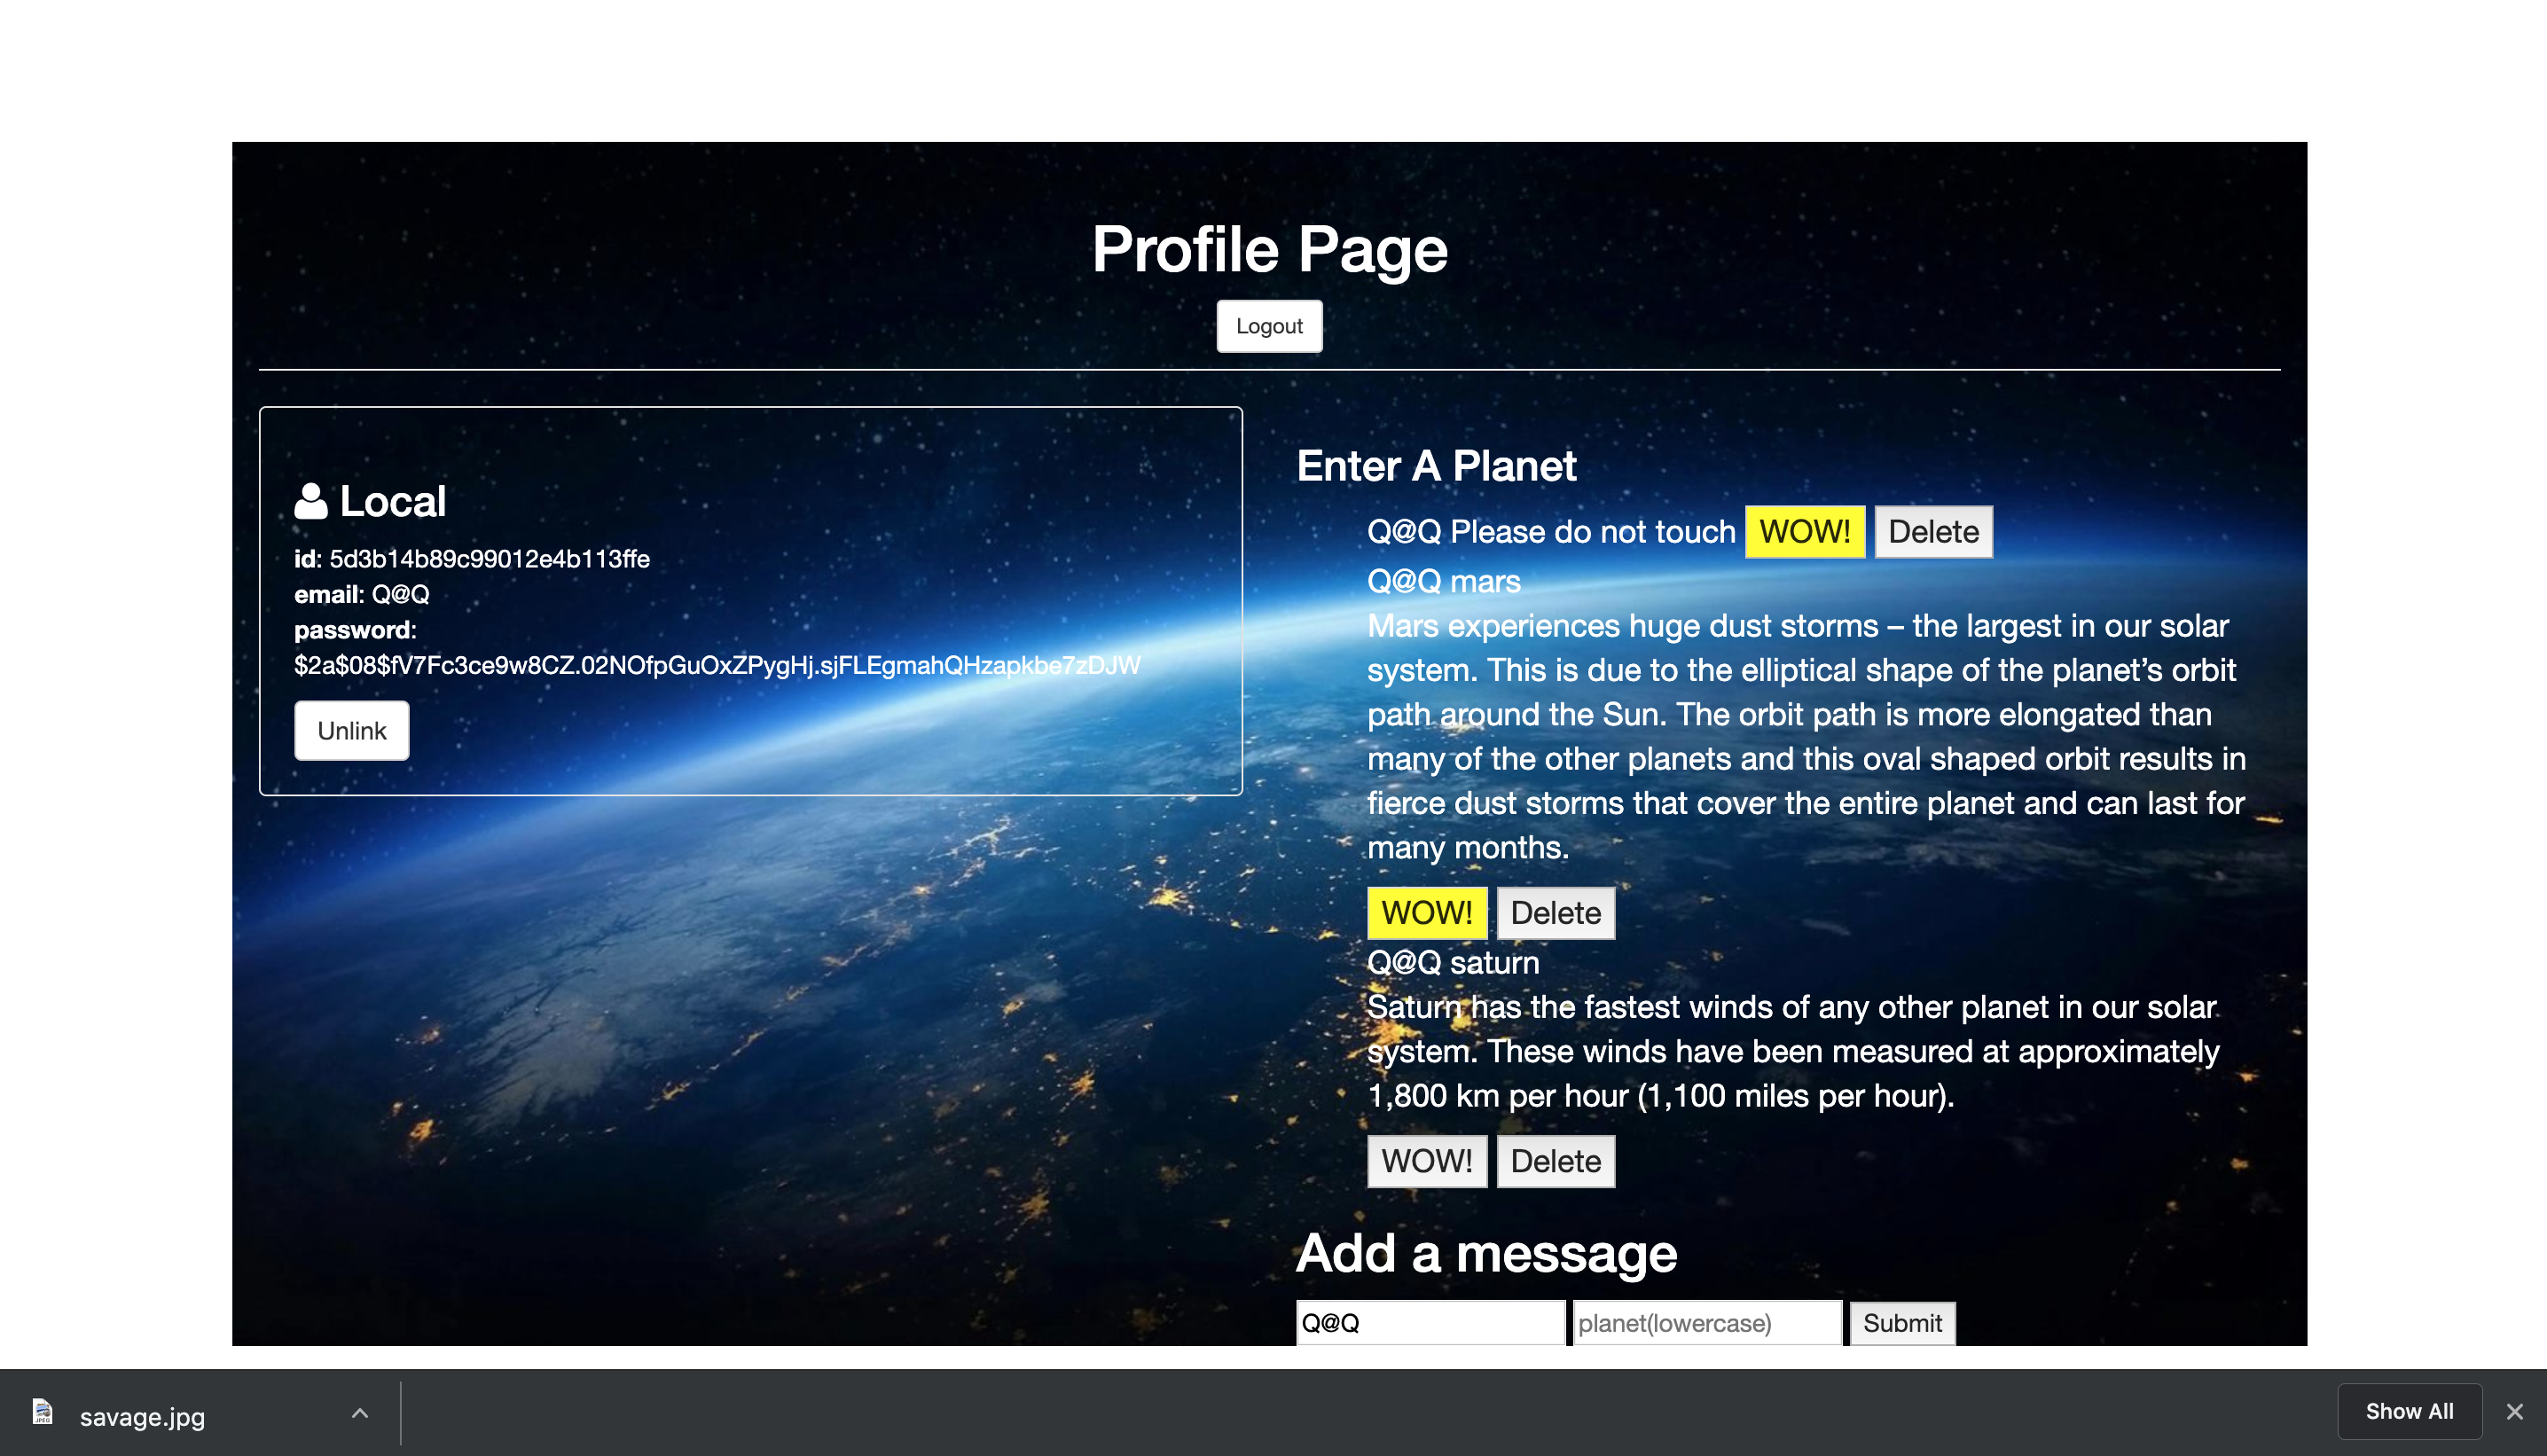 Profile Page
Logout
Local
id: 5d3b14b89c99012e4b113ffe
email: Q@Q
password:
$2a$08$fV7Fc3ce9w8CZ.02NOfpGuOxZPygHj.sjFLEgmahQHzapkbe7zDJW
Unlink
Enter A Planet
Q@Q Please do not touch WOW! Delete
Q@Q mars
Mars experiences huge dust storms – the largest in our solar
system. This is due to the elliptical shape of the planet’s orbit
path around the Sun. The orbit path is more elongated than
many of the other planets and this oval shaped orbit results in
fierce dust storms that cover the entire planet and can last for
many months.
WOW! Delete
Q@Q saturn
Saturn has the fastest winds of any other planet in our solar
system. These winds have been measured at approximately
1,800 km per hour (1,100 miles per hour).
WOW! Delete
Add a message
Q@Q planet(lowercase) Submit
JPEG savage.jpg Show All